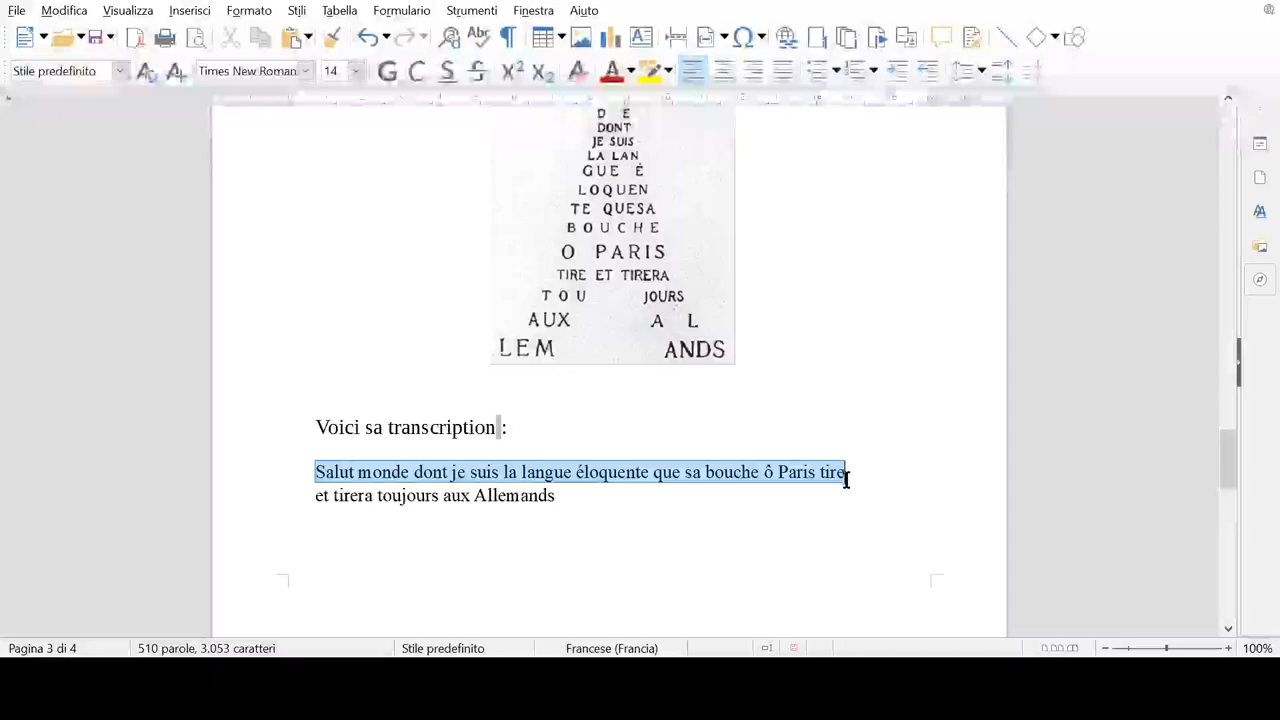 File Modifica Visualizza Inserisci Formato Stili Tabella Formulario Strumenti Finestra Aiuto
Stile predefinito Times New Roman 14 G C S S X² X₂ A A
D E
DONT
JE SUIS
LA LAN
GUE É
LOQUEN
TE QUESA
BOUCHE
O PARIS
TIRE ET TIRERA
TOU JOURS
AUX A L
LEM ANDS
Voici sa transcription :
Salut monde dont je suis la langue éloquente que sa bouche ô Paris tire
et tirera toujours aux Allemands
Pagina 3 di 4 510 parole, 3.053 caratteri Stile predefinito Francese (Francia) 100%